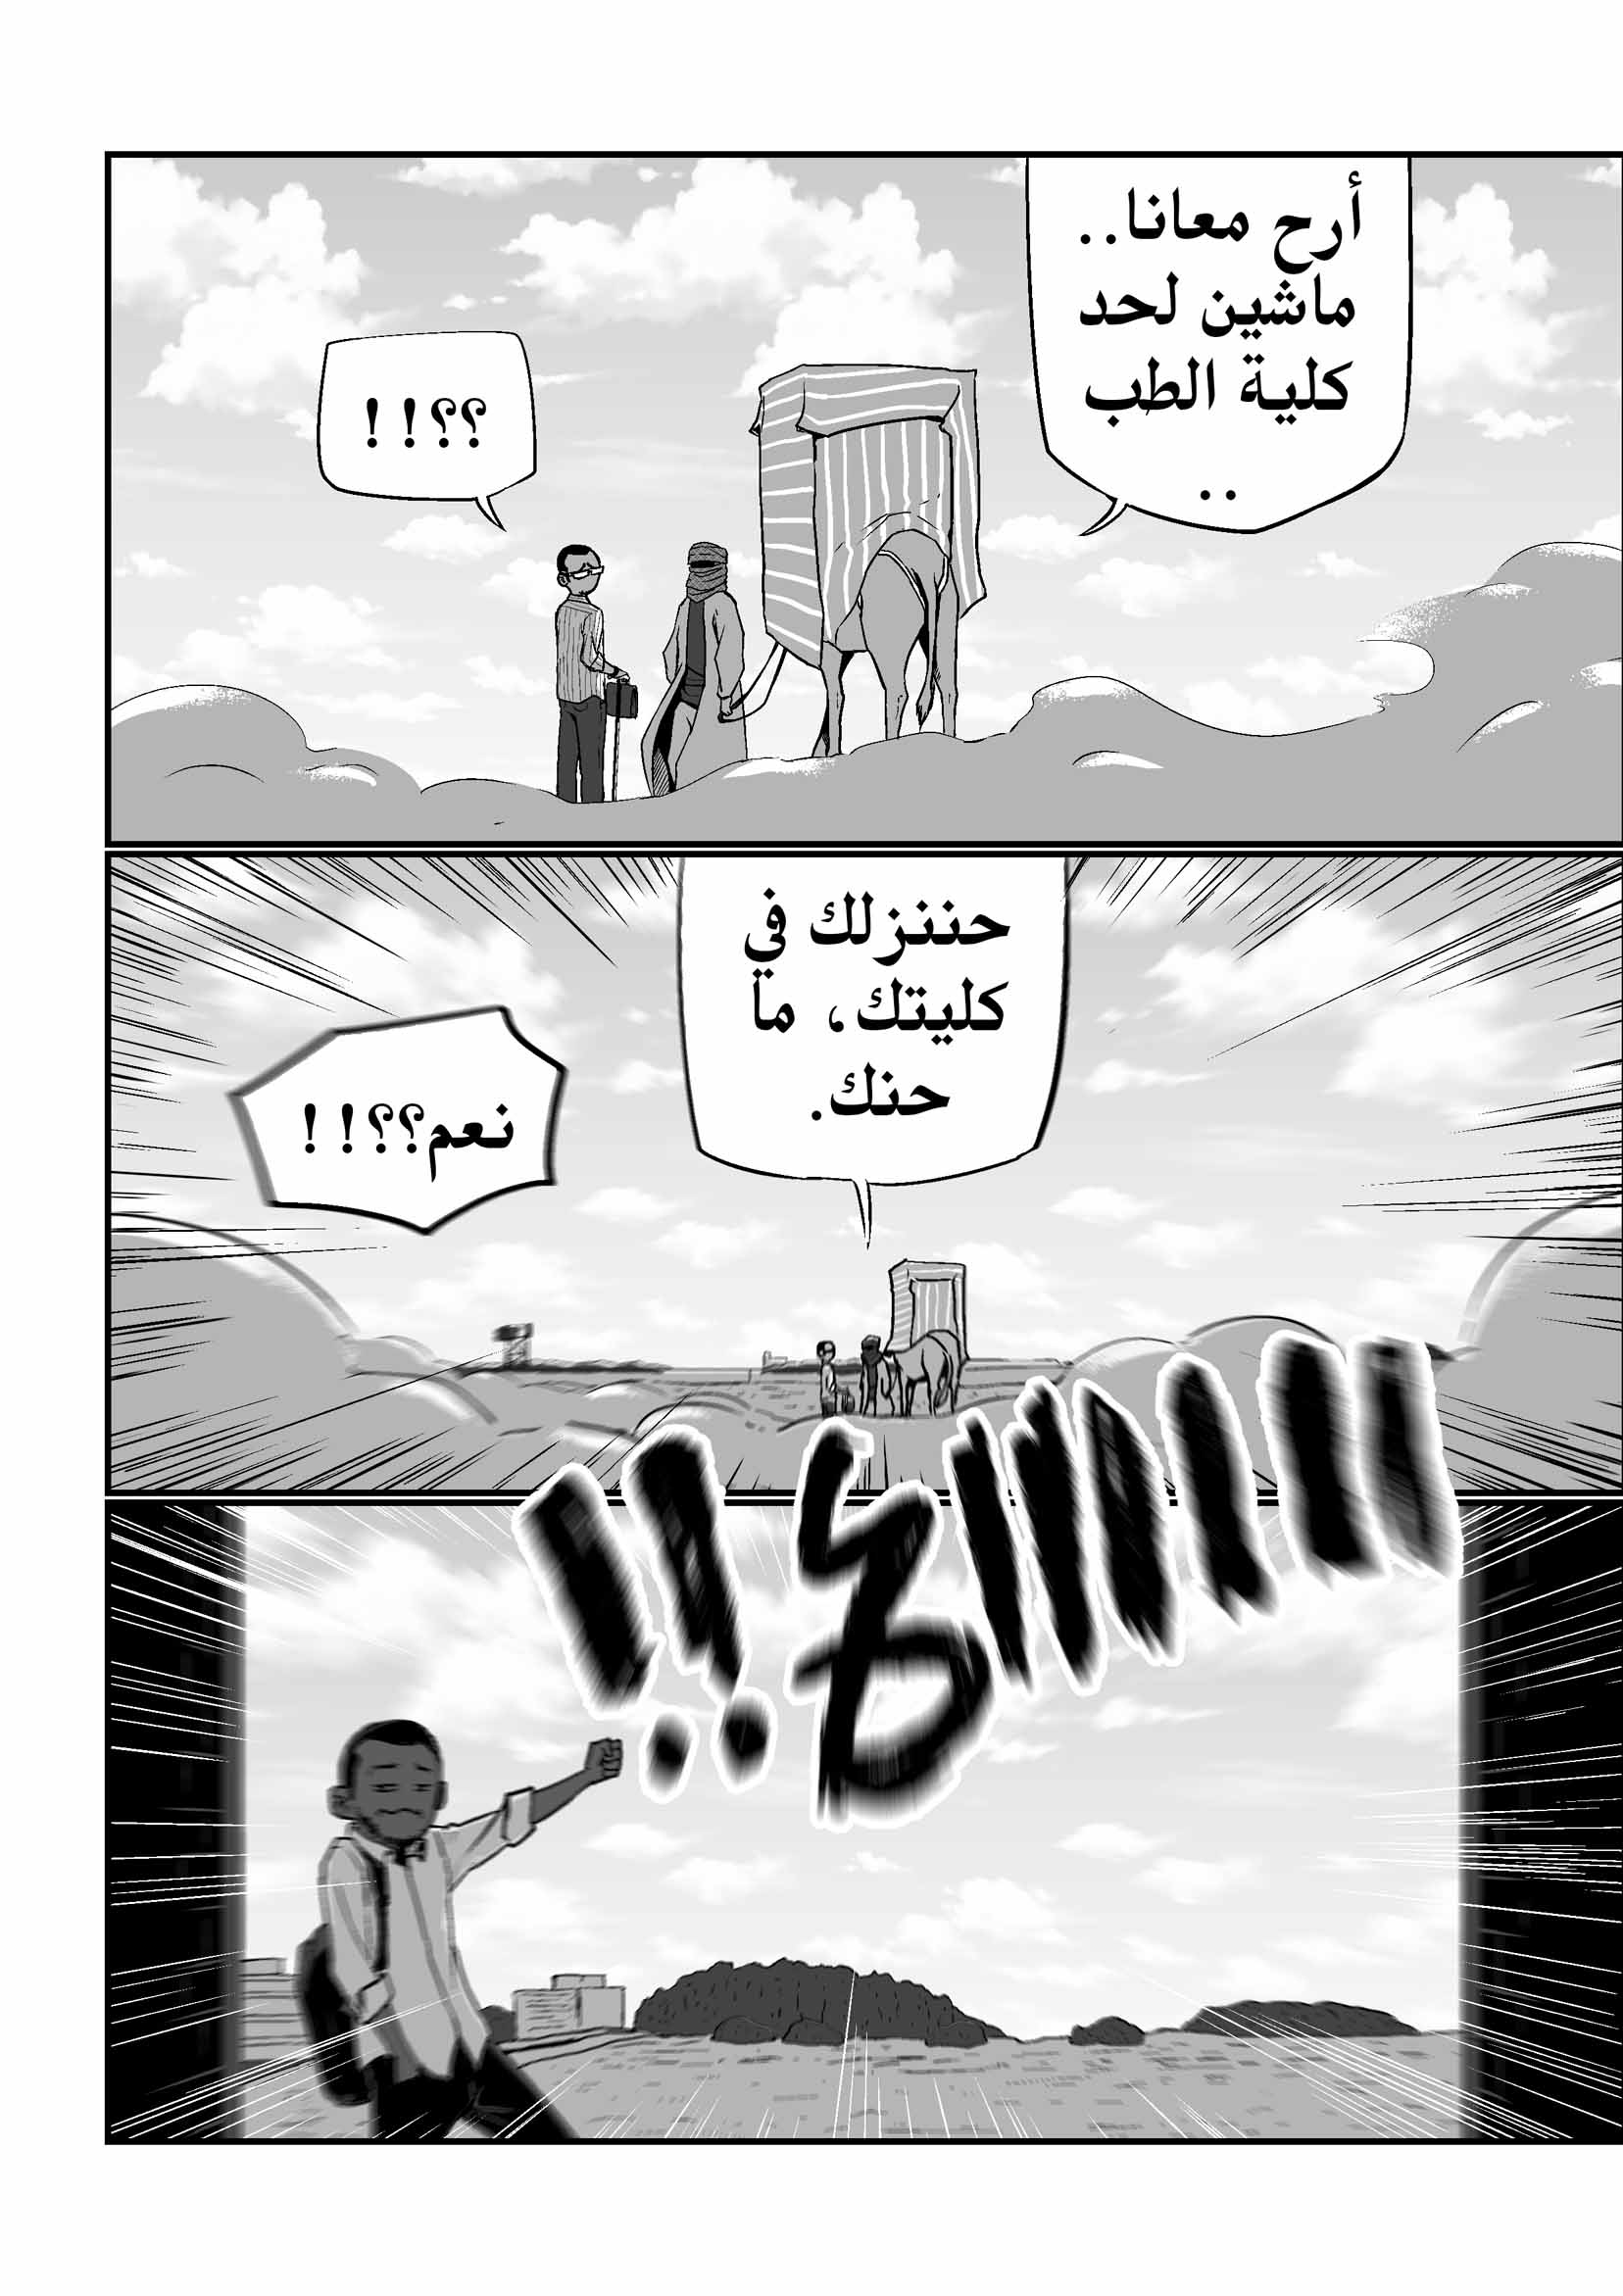 أرح معانا..
ماشين لحد
كلية الطب
..
؟؟!!
حننزلك في
كليتك، ما
حنك.
نعم؟؟!!